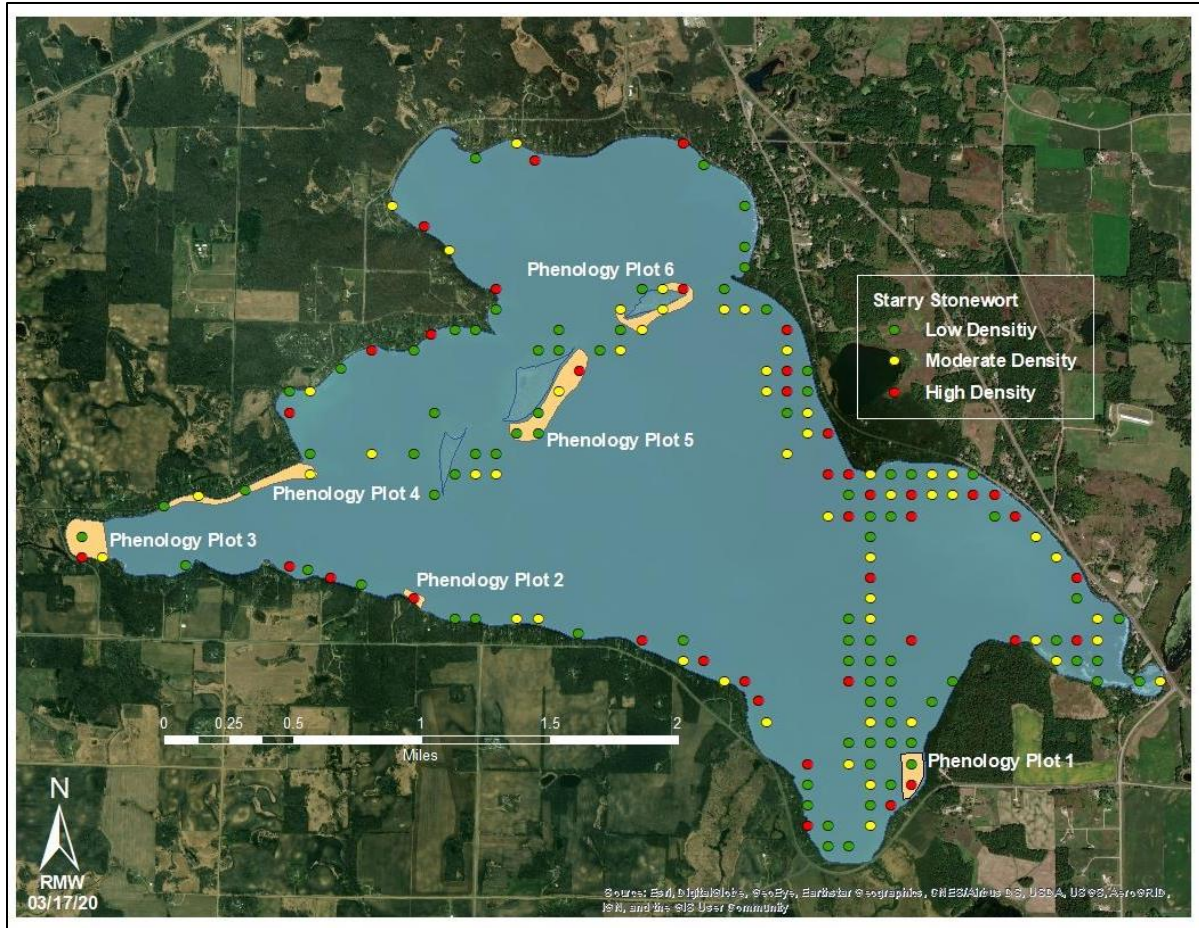 Phenology Plot 6
Starry Stonewort
Low Densitiy
Moderate Density
High Density
Phenology Plot 5
Phenology Plot 4
Phenology Plot 3
Phenology Plot 2
0 0.25 0.5 1 1.5 2
Miles
Phenology Plot 1
N
RMW
03/17/20
Source: Esri, DigitalGlobe, GeoEye, Earthstar Geographics, CNES/Airbus DS, USDA, USGS, AeroGRID,
IGN, and the GIS User Community